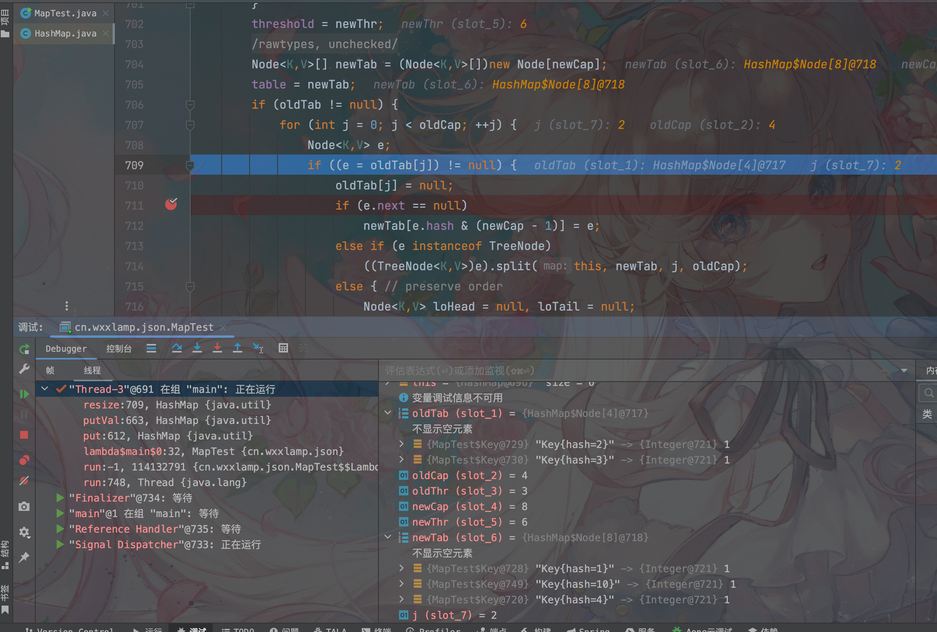 MapTest.java
HashMap.java
项目
701 }
702 threshold = newThr; newThr (slot_5): 6
703 /rawtypes, unchecked/
704 Node<K,V>[] newTab = (Node<K,V>[])new Node[newCap]; newTab (slot_6): HashMap$Node[8]@718 newCa
705 table = newTab; newTab (slot_6): HashMap$Node[8]@718
706 if (oldTab != null) {
707 for (int j = 0; j < oldCap; ++j) { j (slot_7): 2 oldCap (slot_2): 4
708 Node<K,V> e;
709 if ((e = oldTab[j]) != null) { oldTab (slot_1): HashMap$Node[4]@717 j (slot_7): 2
710 oldTab[j] = null;
711 if (e.next == null)
712 newTab[e.hash & (newCap - 1)] = e;
713 else if (e instanceof TreeNode)
714 ((TreeNode<K,V>)e).split( map: this, newTab, j, oldCap);
715 else { // preserve order
716 Node<K,V> loHead = null, loTail = null;
调试: cn.wxxlamp.json.MapTest
Debugger 控制台
帧 线程
"Thread-3"@691 在组 "main": 正在运行
resize:709, HashMap {java.util}
putVal:663, HashMap {java.util}
put:612, HashMap {java.util}
lambda$main$0:32, MapTest {cn.wxxlamp.json}
run:-1, 114132791 {cn.wxxlamp.json.MapTest$$Lambd
run:748, Thread {java.lang}
"Finalizer"@734: 等待
"main"@1 在组 "main": 等待
"Reference Handler"@735: 等待
"Signal Dispatcher"@733: 正在运行
评估表达式(⏎)或添加监视(⇧⌘⏎)
this = {HashMap@696} size = 6
变量调试信息不可用
oldTab (slot_1) = {HashMap$Node[4]@717}
不显示空元素
{MapTest$Key@729} "Key{hash=2}" -> {Integer@721} 1
{MapTest$Key@730} "Key{hash=3}" -> {Integer@721} 1
oldCap (slot_2) = 4
oldThr (slot_3) = 3
newCap (slot_4) = 8
newThr (slot_5) = 6
newTab (slot_6) = {HashMap$Node[8]@718}
不显示空元素
{MapTest$Key@728} "Key{hash=1}" -> {Integer@721} 1
{MapTest$Key@749} "Key{hash=10}" -> {Integer@721} 1
{MapTest$Key@720} "Key{hash=4}" -> {Integer@721} 1
j (slot_7) = 2
内存
类
结构
书签
Version Control 运行 调试 TODO 问题 TALA 终端 Profiler 端点 构建 Spring 服务 依赖